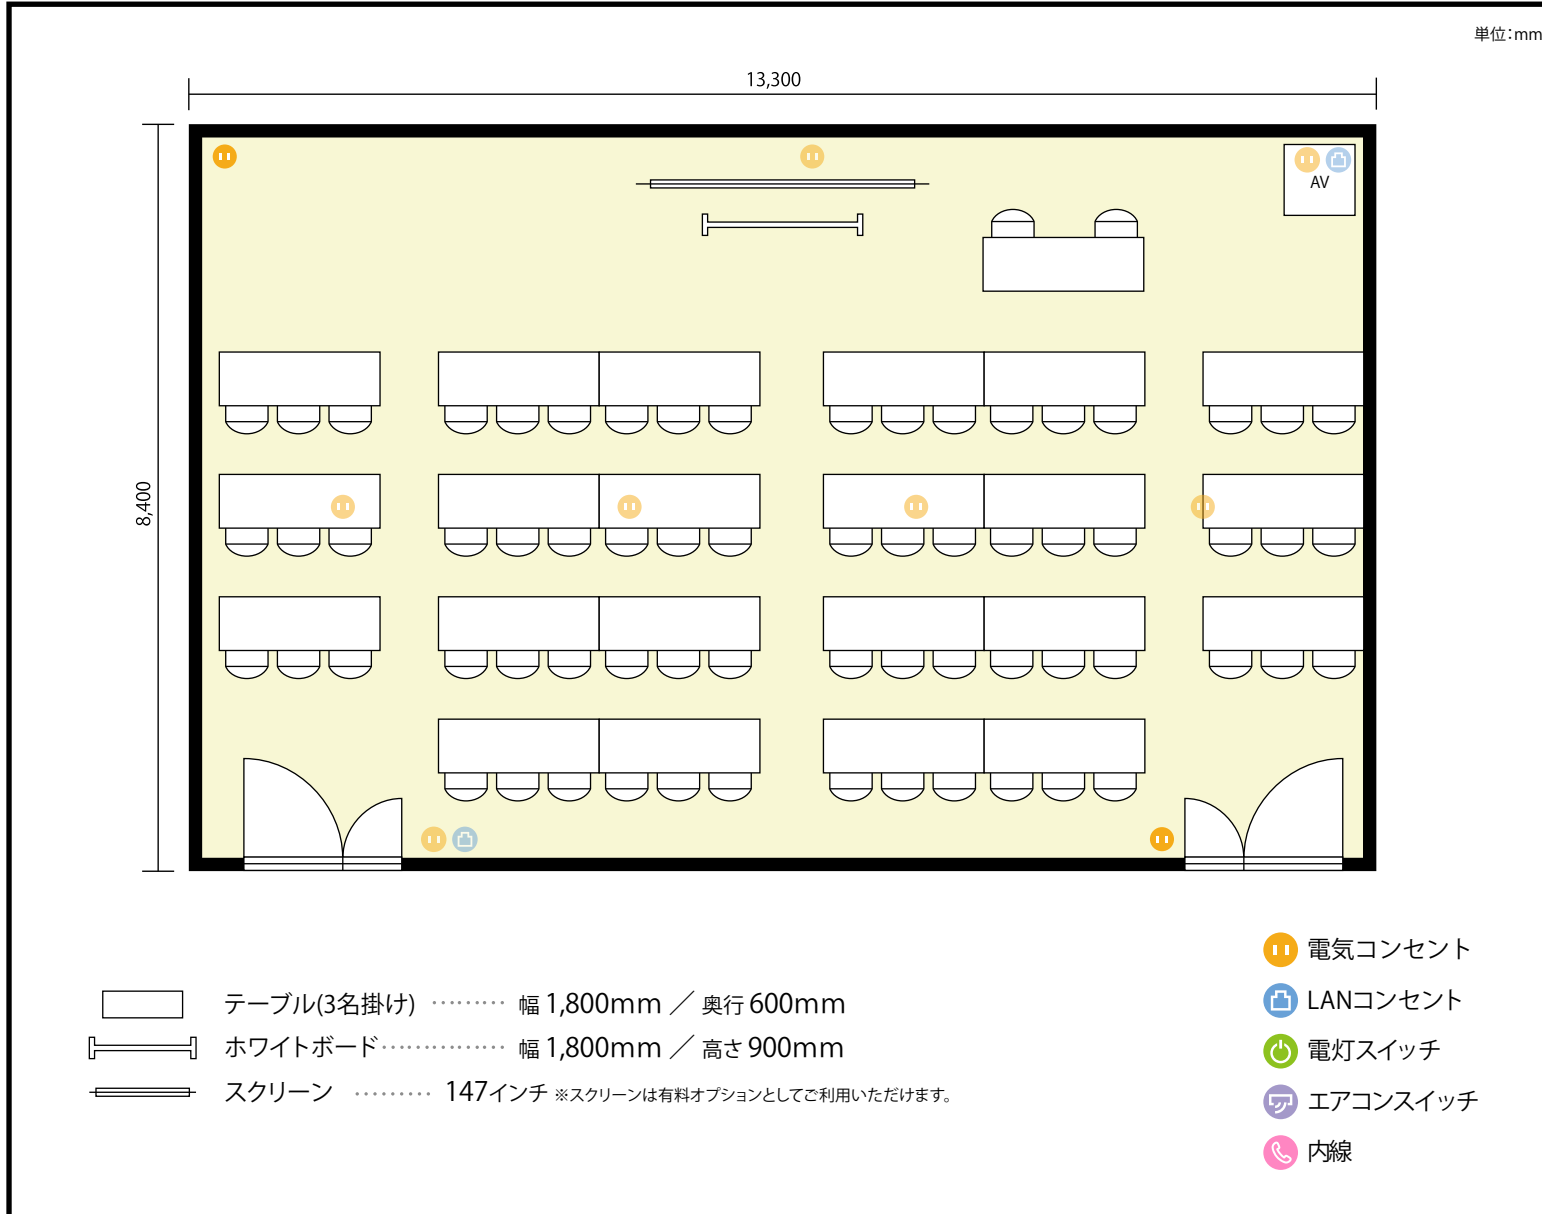 単位：mm
13,300
AV
8,400
テーブル(3名掛け) ········· 幅 1,800mm ／ 奥行 600mm
ホワイトボード··············· 幅 1,800mm ／ 高さ 900mm
スクリーン ········· 147インチ ※スクリーンは有料オプションとしてご利用いただけます。
電気コンセント
LANコンセント
電灯スイッチ
エアコンスイッチ
内線